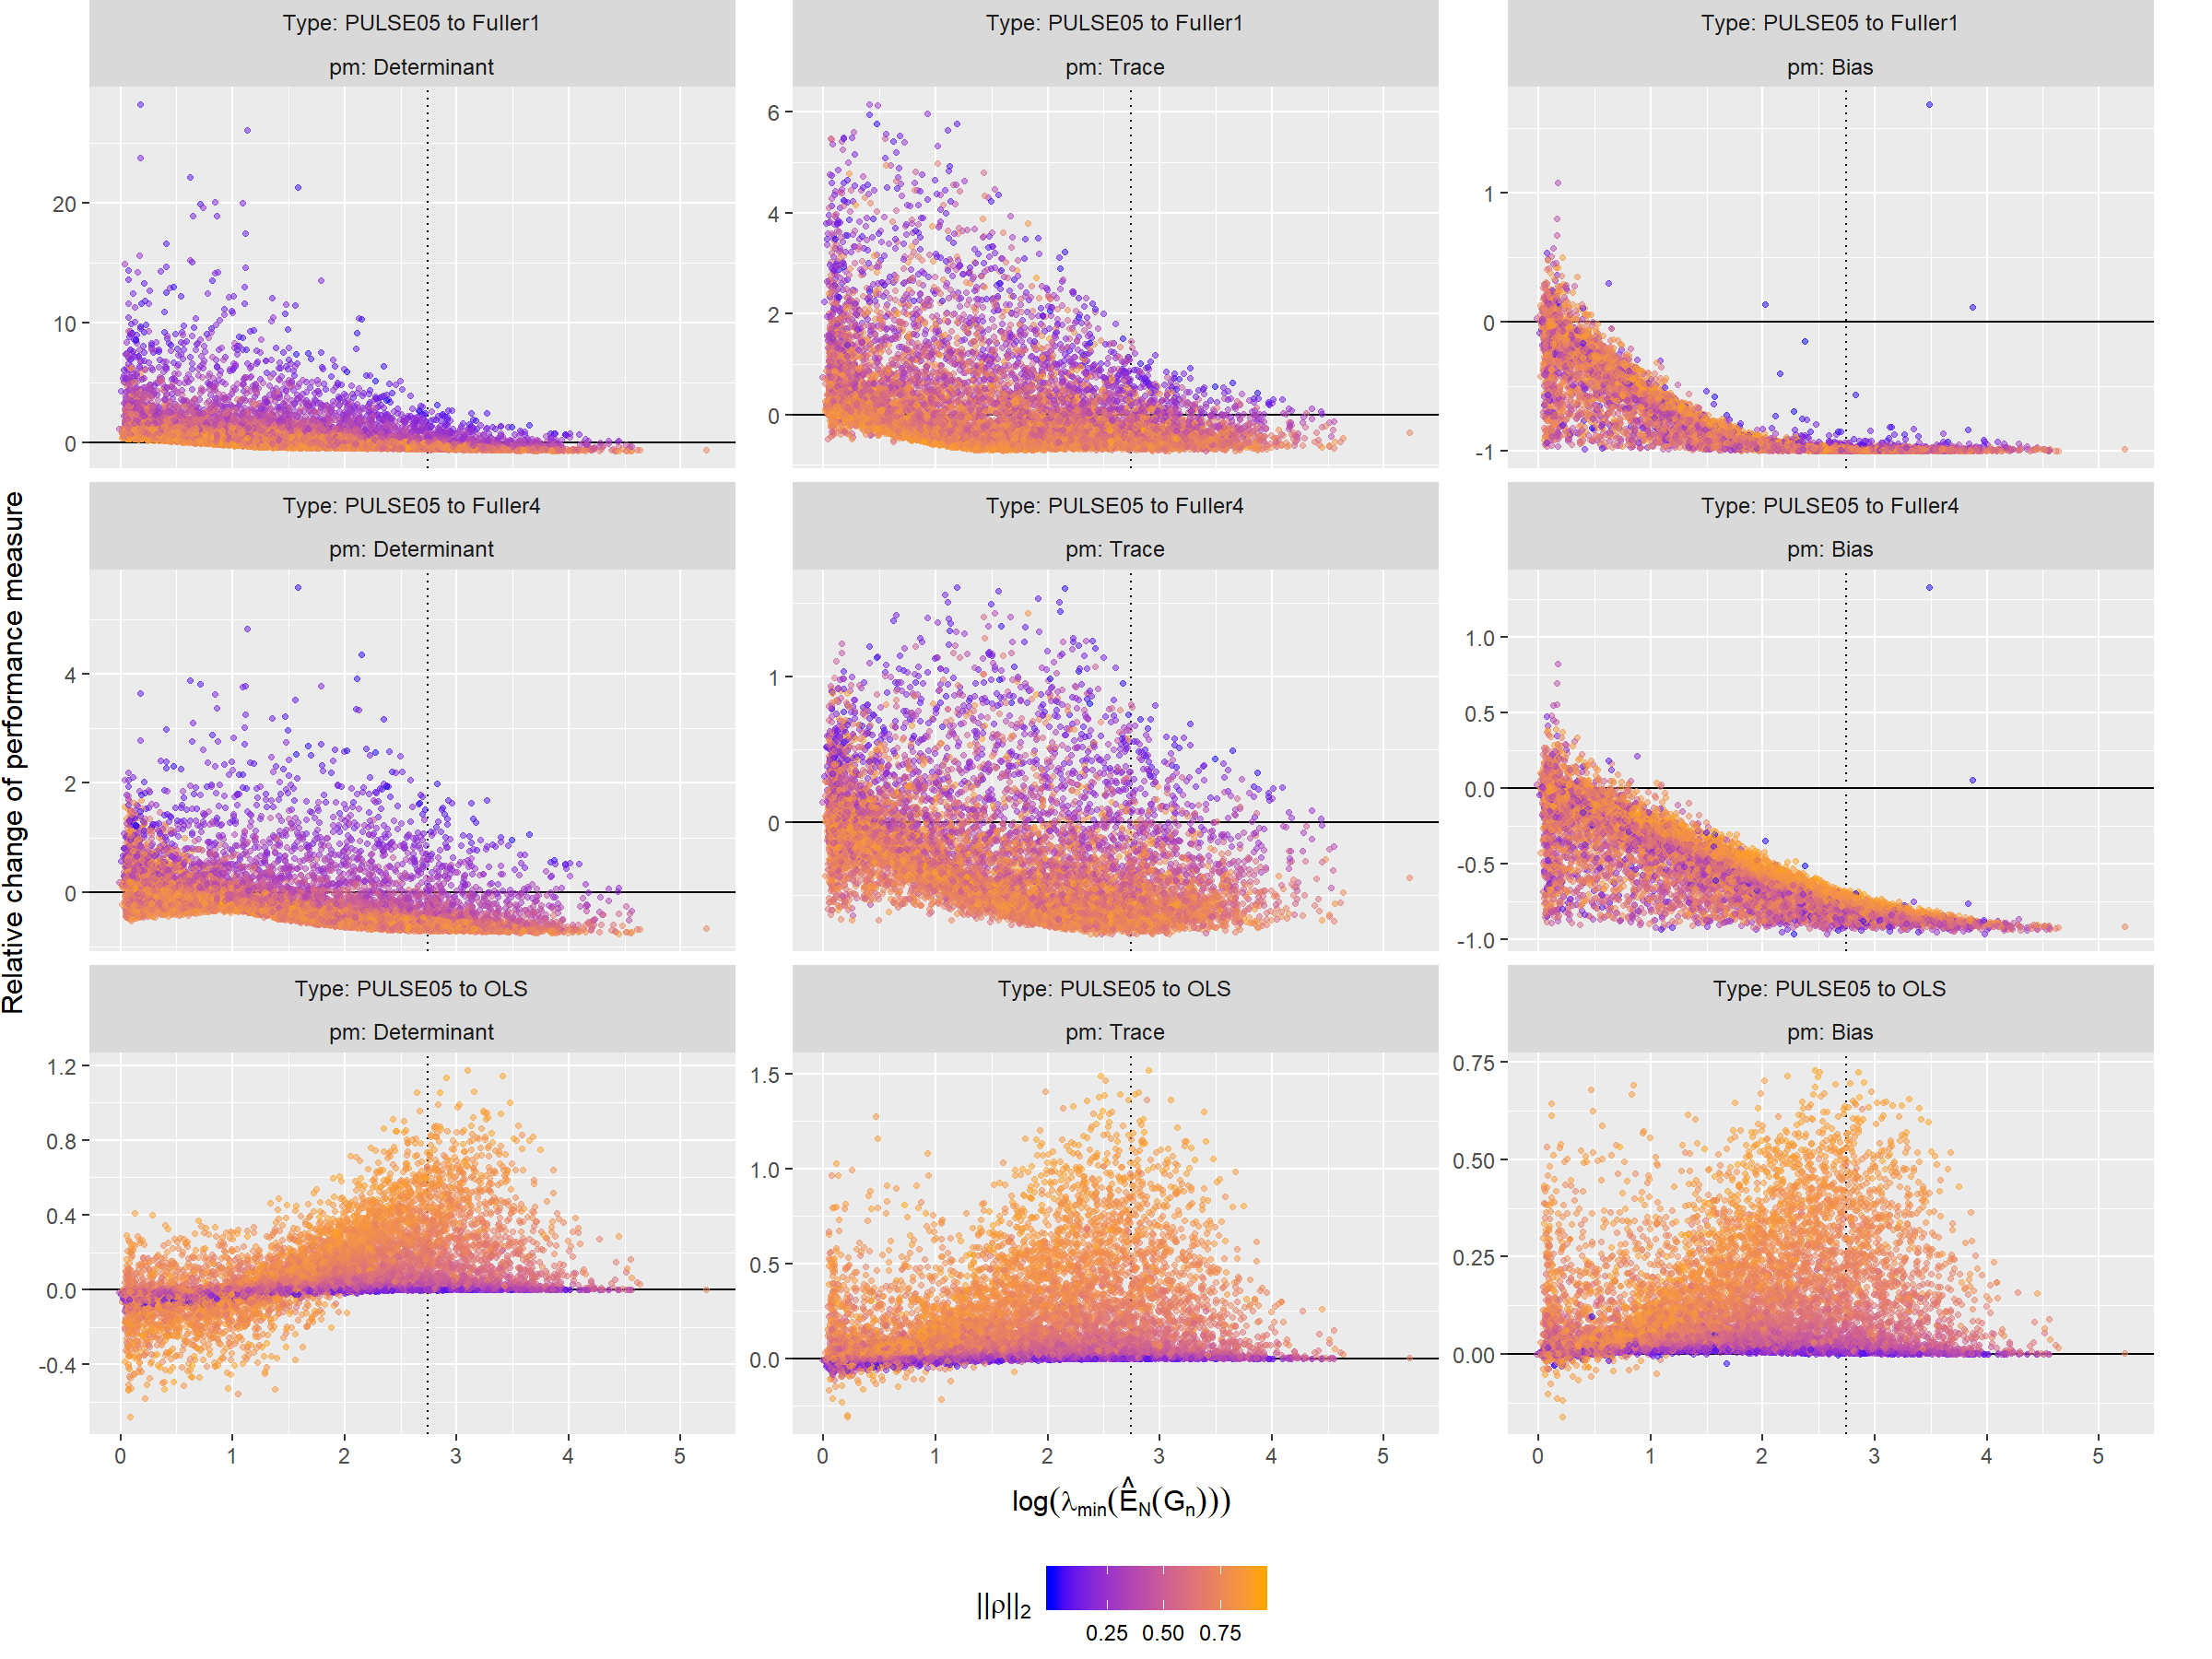 Type: PULSE05 to Fuller1
pm: Determinant
Type: PULSE05 to Fuller1
pm: Trace
Type: PULSE05 to Fuller1
pm: Bias
20
10
0
6
4
2
0
1
0
-1
Relative change of performance measure
Type: PULSE05 to Fuller4
pm: Determinant
Type: PULSE05 to Fuller4
pm: Trace
Type: PULSE05 to Fuller4
pm: Bias
4
2
0
1
0
1.0
0.5
0.0
-0.5
-1.0
Type: PULSE05 to OLS
pm: Determinant
Type: PULSE05 to OLS
pm: Trace
Type: PULSE05 to OLS
pm: Bias
1.2
0.8
0.4
0.0
-0.4
1.5
1.0
0.5
0.0
0.75
0.50
0.25
0.00
0 1 2 3 4 5
0 1 2 3 4 5
0 1 2 3 4 5
log(λmin(ÊN(Gn)))
||ρ||2
0.25 0.50 0.75